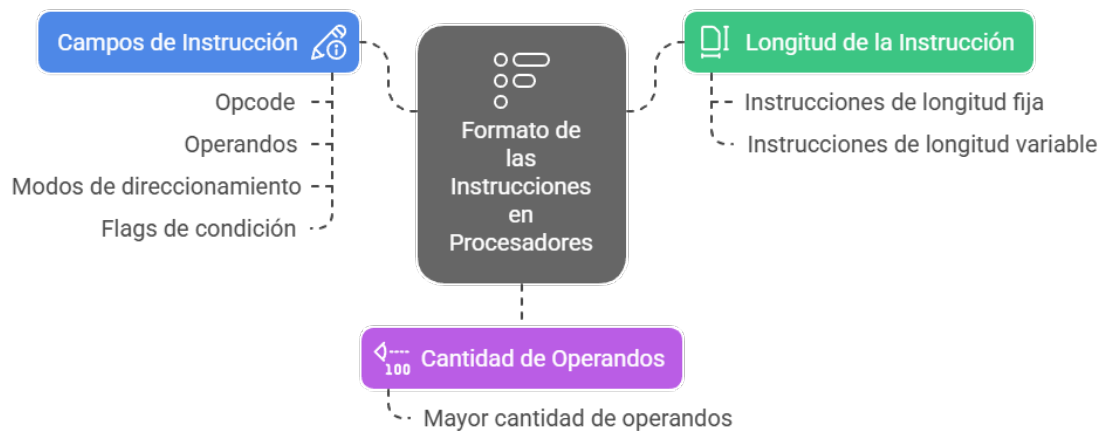 Campos de Instrucción
Opcode
Operandos
Modos de direccionamiento
Flags de condición
Formato de
las
Instrucciones
en
Procesadores
Longitud de la Instrucción
Instrucciones de longitud fija
Instrucciones de longitud variable
100
Cantidad de Operandos
Mayor cantidad de operandos